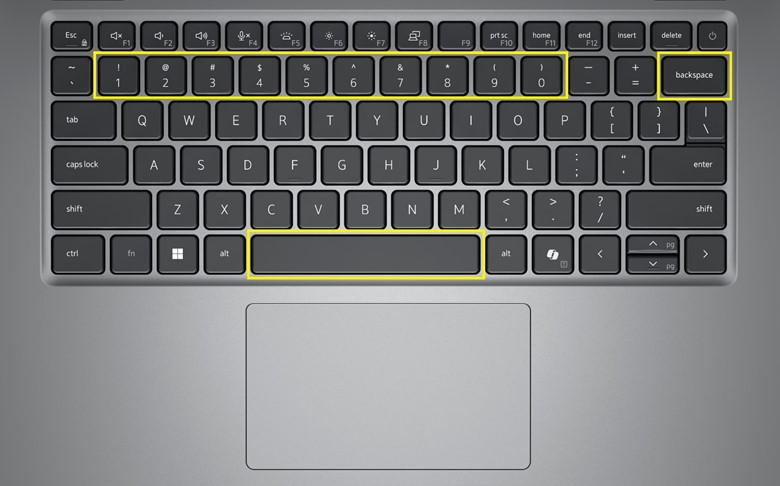 Esc F1 F2 F3 F4 F5 F6 F7 F8 F9 prt sc F10 home F11 end F12 insert delete
~ ` ! 1 @ 2 # 3 $ 4 % 5 ^ 6 & 7 * 8 ( 9 ) 0 — - + = backspace
tab Q W E R T Y U I O P { [ } ] | \
caps lock A S D F G H J K L : ; " ' enter
shift Z X C V B N M < , > . ? / shift
ctrl fn alt alt < ^ pg v pg >